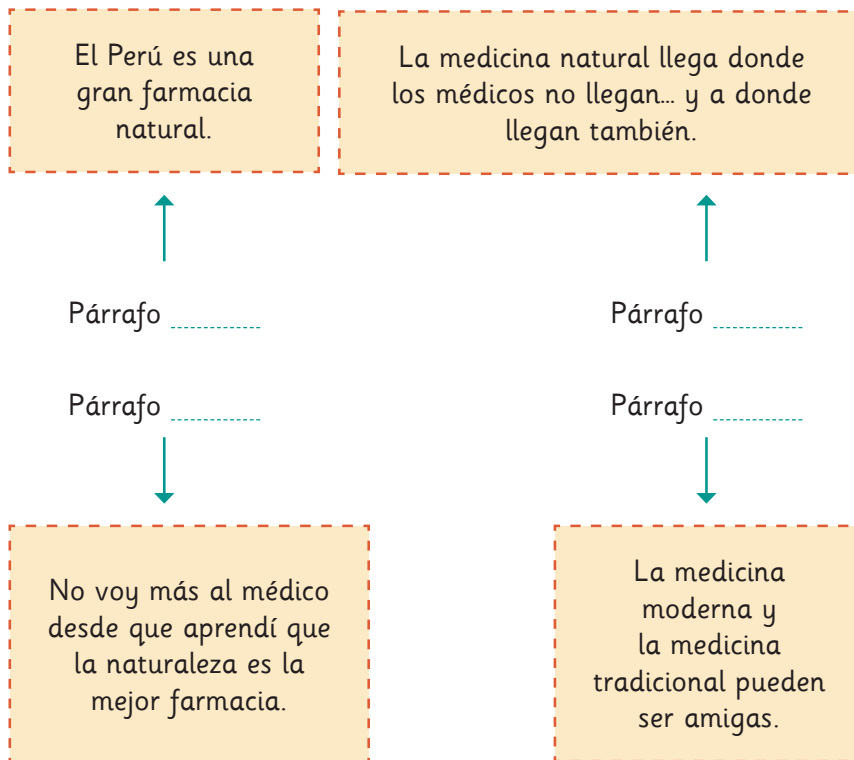 El Perú es una
gran farmacia
natural.
La medicina natural llega donde
los médicos no llegan... y a donde
llegan también.
Párrafo
Párrafo
Párrafo
Párrafo
No voy más al médico
desde que aprendí que
la naturaleza es la
mejor farmacia.
La medicina
moderna y
la medicina
tradicional pueden
ser amigas.